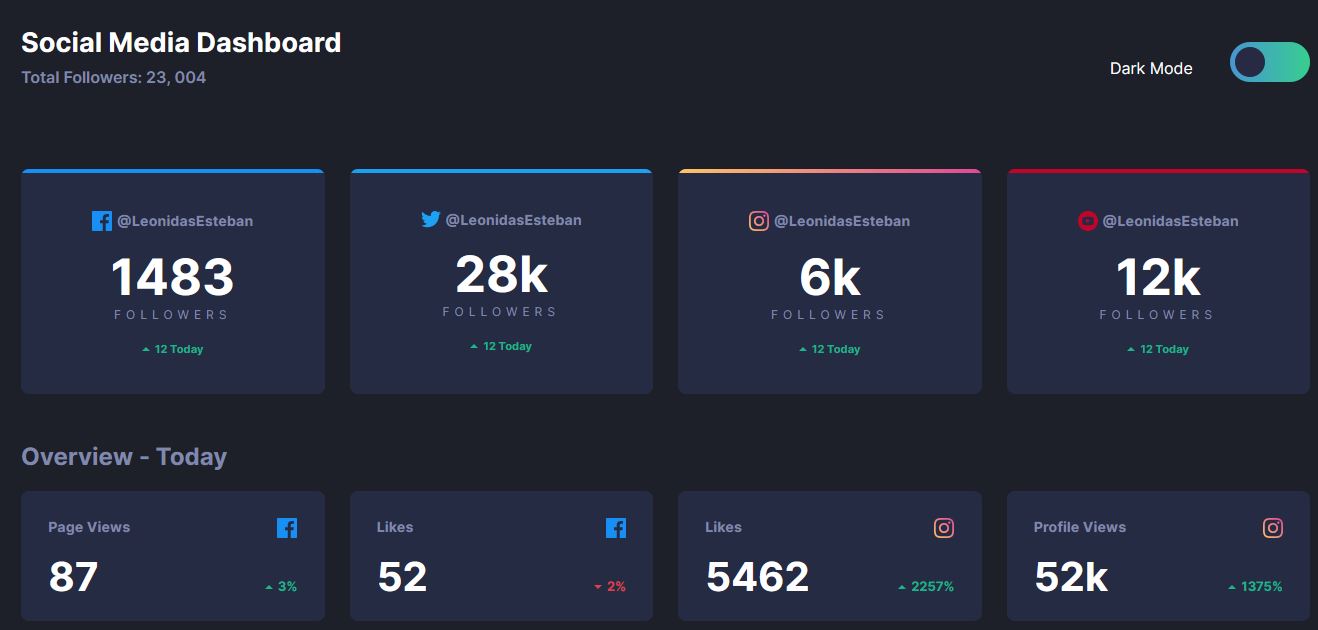 Social Media Dashboard
Total Followers: 23, 004
Dark Mode
@LeonidasEsteban
1483
FOLLOWERS
12 Today
@LeonidasEsteban
28k
FOLLOWERS
12 Today
@LeonidasEsteban
6k
FOLLOWERS
12 Today
@LeonidasEsteban
12k
FOLLOWERS
12 Today
Overview - Today
Page Views
87
3%
Likes
52
2%
Likes
5462
2257%
Profile Views
52k
1375%